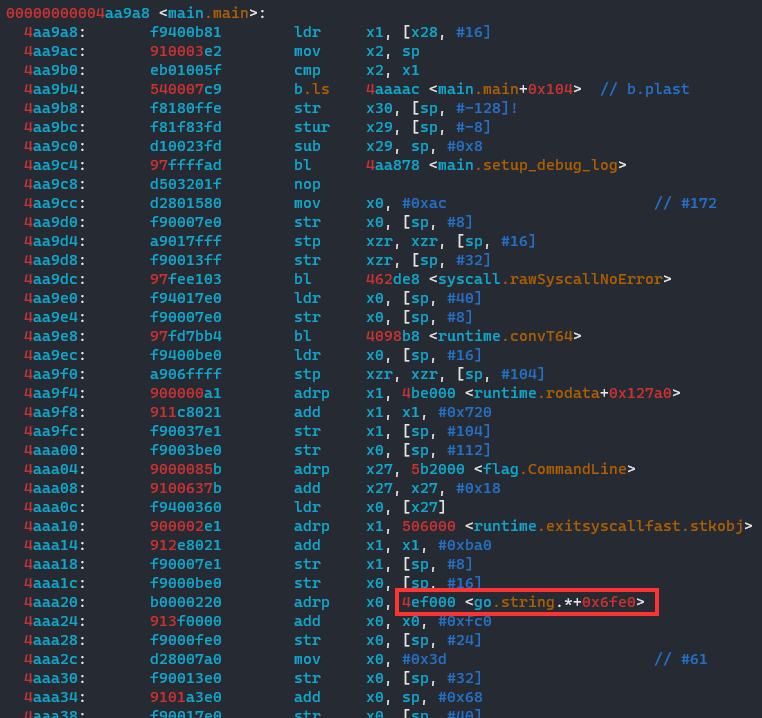 00000000004aa9a8 <main.main>:
4aa9a8: f9400b81 ldr x1, [x28, #16]
4aa9ac: 910003e2 mov x2, sp
4aa9b0: eb01005f cmp x2, x1
4aa9b4: 540007c9 b.ls 4aaaac <main.main+0x104> // b.plast
4aa9b8: f8180ffe str x30, [sp, #-128]!
4aa9bc: f81f83fd stur x29, [sp, #-8]
4aa9c0: d10023fd sub x29, sp, #0x8
4aa9c4: 97ffffad bl 4aa878 <main.setup_debug_log>
4aa9c8: d503201f nop
4aa9cc: d2801580 mov x0, #0xac // #172
4aa9d0: f90007e0 str x0, [sp, #8]
4aa9d4: a9017fff stp xzr, xzr, [sp, #16]
4aa9d8: f90013ff str xzr, [sp, #32]
4aa9dc: 97fee103 bl 462de8 <syscall.rawSyscallNoError>
4aa9e0: f94017e0 ldr x0, [sp, #40]
4aa9e4: f90007e0 str x0, [sp, #8]
4aa9e8: 97fd7bb4 bl 4098b8 <runtime.convT64>
4aa9ec: f9400be0 ldr x0, [sp, #16]
4aa9f0: a906ffff stp xzr, xzr, [sp, #104]
4aa9f4: 900000a1 adrp x1, 4be000 <runtime.rodata+0x127a0>
4aa9f8: 911c8021 add x1, x1, #0x720
4aa9fc: f90037e1 str x1, [sp, #104]
4aaa00: f9003be0 str x0, [sp, #112]
4aaa04: 9000085b adrp x27, 5b2000 <flag.CommandLine>
4aaa08: 9100637b add x27, x27, #0x18
4aaa0c: f9400360 ldr x0, [x27]
4aaa10: 900002e1 adrp x1, 506000 <runtime.exitsyscallfast.stkobj>
4aaa14: 912e8021 add x1, x1, #0xba0
4aaa18: f90007e1 str x1, [sp, #8]
4aaa1c: f9000be0 str x0, [sp, #16]
4aaa20: b0000220 adrp x0, 4ef000 <go.string.*+0x6fe0>
4aaa24: 913f0000 add x0, x0, #0xfc0
4aaa28: f9000fe0 str x0, [sp, #24]
4aaa2c: d28007a0 mov x0, #0x3d // #61
4aaa30: f90013e0 str x0, [sp, #32]
4aaa34: 9101a3e0 add x0, sp, #0x68
4aaa38: f90017e0 str x0, [sp, #40]